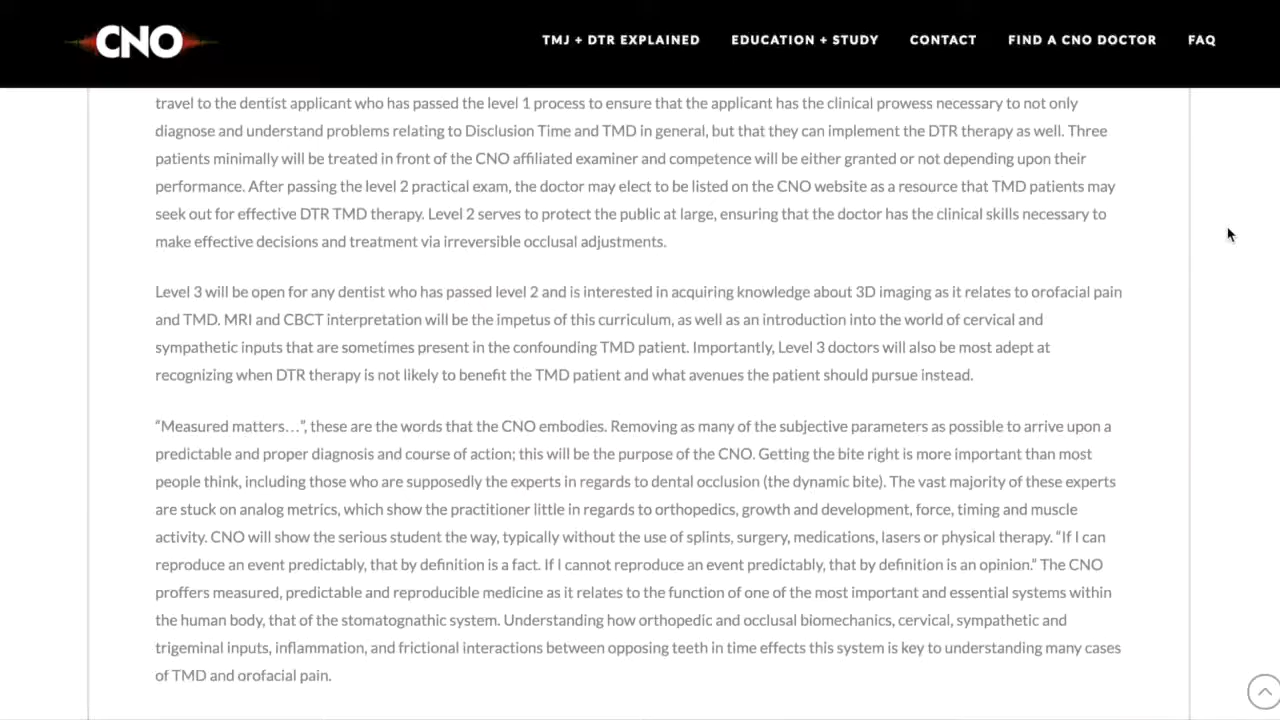 CNO
TMJ + DTR EXPLAINED EDUCATION + STUDY CONTACT FIND A CNO DOCTOR FAQ
travel to the dentist applicant who has passed the level 1 process to ensure that the applicant has the clinical prowess necessary to not only
diagnose and understand problems relating to Disclusion Time and TMD in general, but that they can implement the DTR therapy as well. Three
patients minimally will be treated in front of the CNO affiliated examiner and competence will be either granted or not depending upon their
performance. After passing the level 2 practical exam, the doctor may elect to be listed on the CNO website as a resource that TMD patients may
seek out for effective DTR TMD therapy. Level 2 serves to protect the public at large, ensuring that the doctor has the clinical skills necessary to
make effective decisions and treatment via irreversible occlusal adjustments.
Level 3 will be open for any dentist who has passed level 2 and is interested in acquiring knowledge about 3D imaging as it relates to orofacial pain
and TMD. MRI and CBCT interpretation will be the impetus of this curriculum, as well as an introduction into the world of cervical and
sympathetic inputs that are sometimes present in the confounding TMD patient. Importantly, Level 3 doctors will also be most adept at
recognizing when DTR therapy is not likely to benefit the TMD patient and what avenues the patient should pursue instead.
“Measured matters…”, these are the words that the CNO embodies. Removing as many of the subjective parameters as possible to arrive upon a
predictable and proper diagnosis and course of action; this will be the purpose of the CNO. Getting the bite right is more important than most
people think, including those who are supposedly the experts in regards to dental occlusion (the dynamic bite). The vast majority of these experts
are stuck on analog metrics, which show the practitioner little in regards to orthopedics, growth and development, force, timing and muscle
activity. CNO will show the serious student the way, typically without the use of splints, surgery, medications, lasers or physical therapy. “If I can
reproduce an event predictably, that by definition is a fact. If I cannot reproduce an event predictably, that by definition is an opinion.” The CNO
proffers measured, predictable and reproducible medicine as it relates to the function of one of the most important and essential systems within
the human body, that of the stomatognathic system. Understanding how orthopedic and occlusal biomechanics, cervical, sympathetic and
trigeminal inputs, inflammation, and frictional interactions between opposing teeth in time effects this system is key to understanding many cases
of TMD and orofacial pain.